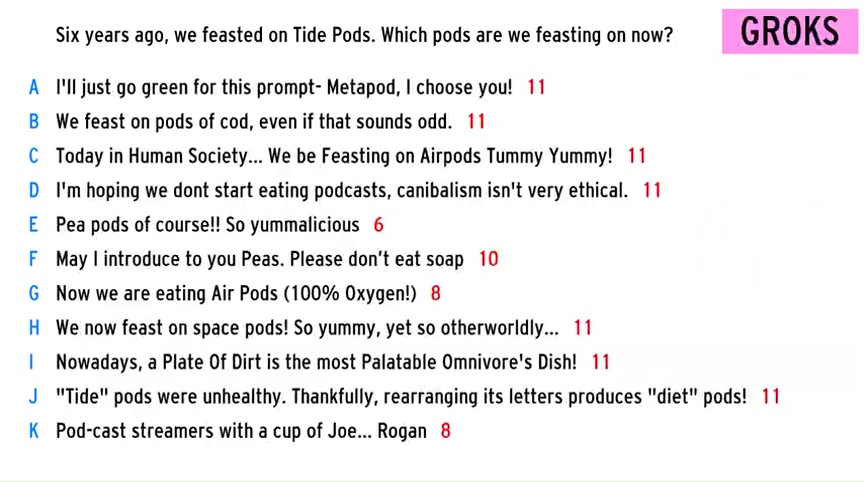 Six years ago, we feasted on Tide Pods. Which pods are we feasting on now?
GROKS
A I'll just go green for this prompt- Metapod, I choose you! 11
B We feast on pods of cod, even if that sounds odd. 11
C Today in Human Society... We be Feasting on Airpods Tummy Yummy! 11
D I'm hoping we dont start eating podcasts, canibalism isn't very ethical. 11
E Pea pods of course!! So yummalicious 6
F May I introduce to you Peas. Please don't eat soap 10
G Now we are eating Air Pods (100% Oxygen!) 8
H We now feast on space pods! So yummy, yet so otherworldly... 11
I Nowadays, a Plate Of Dirt is the most Palatable Omnivore's Dish! 11
J "Tide" pods were unhealthy. Thankfully, rearranging its letters produces "diet" pods! 11
K Pod-cast streamers with a cup of Joe... Rogan 8